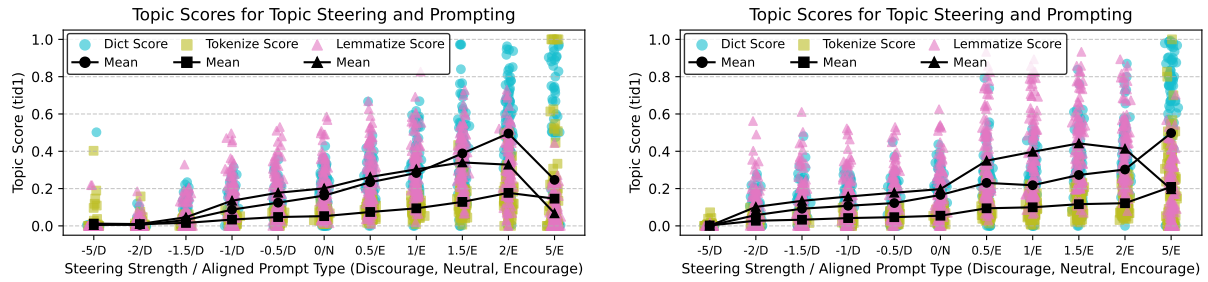 Topic Scores for Topic Steering and Prompting
Topic Score (tid1)
1.0
0.8
0.6
0.4
0.2
0.0
Dict Score Tokenize Score Lemmatize Score
Mean Mean Mean
-5/D -2/D -1.5/D -1/D -0.5/D 0/N 0.5/E 1/E 1.5/E 2/E 5/E
Steering Strength / Aligned Prompt Type (Discourage, Neutral, Encourage)
Topic Scores for Topic Steering and Prompting
Topic Score (tid1)
1.0
0.8
0.6
0.4
0.2
0.0
Dict Score Tokenize Score Lemmatize Score
Mean Mean Mean
-5/D -2/D -1.5/D -1/D -0.5/D 0/N 0.5/E 1/E 1.5/E 2/E 5/E
Steering Strength / Aligned Prompt Type (Discourage, Neutral, Encourage)